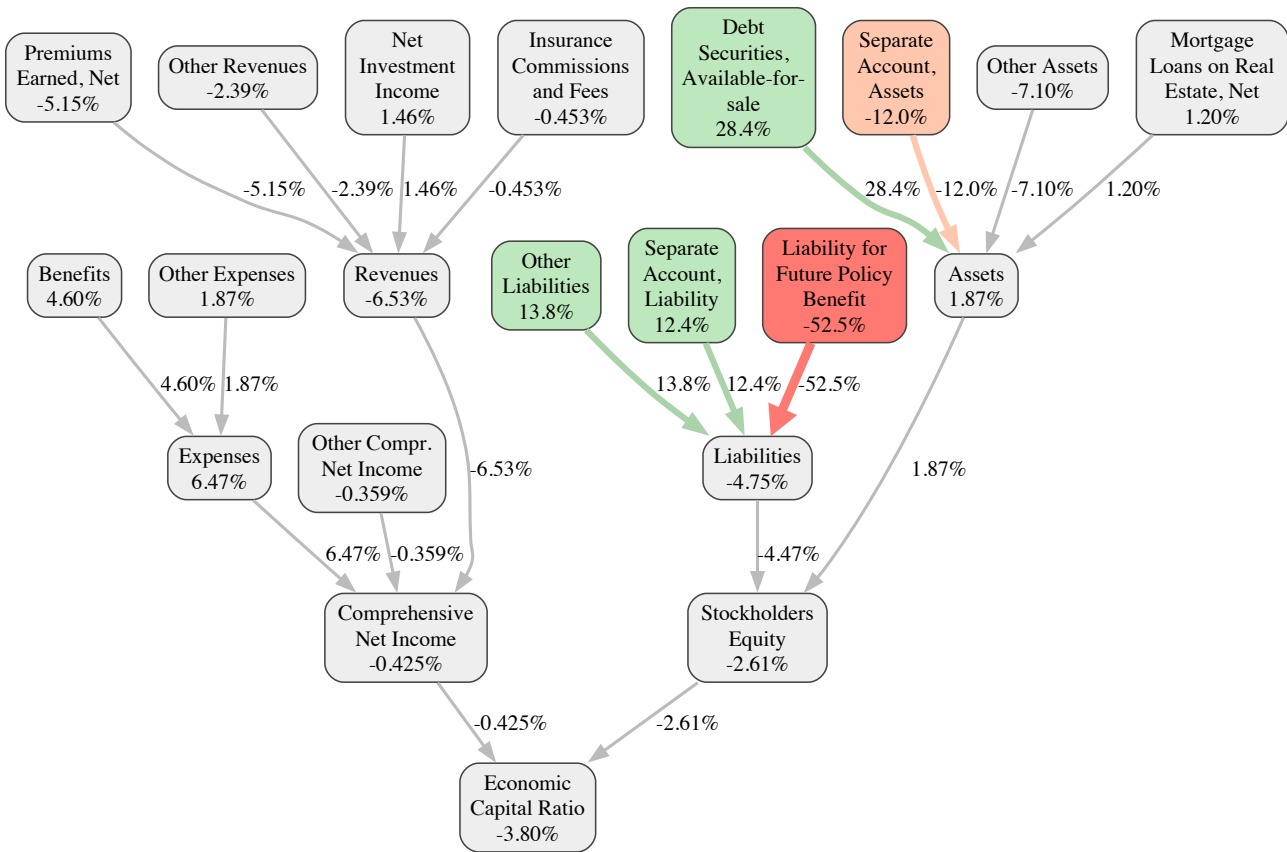 Premiums
Earned, Net
-5.15%
Other Revenues
-2.39%
Net
Investment
Income
1.46%
Insurance
Commissions
and Fees
-0.453%
Debt
Securities,
Available-for-
sale
28.4%
Separate
Account,
Assets
-12.0%
Other Assets
-7.10%
Mortgage
Loans on Real
Estate, Net
1.20%
-5.15%
-2.39%
1.46%
-0.453%
28.4%
-12.0%
-7.10%
1.20%
Benefits
4.60%
Other Expenses
1.87%
Revenues
-6.53%
Other
Liabilities
13.8%
Separate
Account,
Liability
12.4%
Liability for
Future Policy
Benefit
-52.5%
Assets
1.87%
4.60%
1.87%
13.8%
12.4%
-52.5%
Expenses
6.47%
Other Compr.
Net Income
-0.359%
-6.53%
Liabilities
-4.75%
1.87%
6.47%
-0.359%
-4.47%
Comprehensive
Net Income
-0.425%
Stockholders
Equity
-2.61%
-0.425%
-2.61%
Economic
Capital Ratio
-3.80%